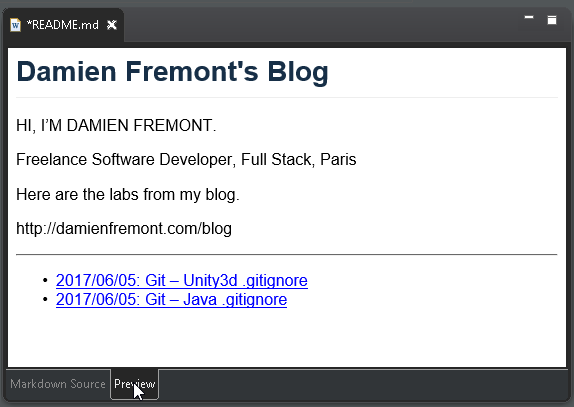 *README.md
Damien Fremont's Blog
HI, I’M DAMIEN FREMONT.
Freelance Software Developer, Full Stack, Paris
Here are the labs from my blog.
http://damienfremont.com/blog
• 2017/06/05: Git – Unity3d .gitignore
• 2017/06/05: Git – Java .gitignore
Markdown Source Preview